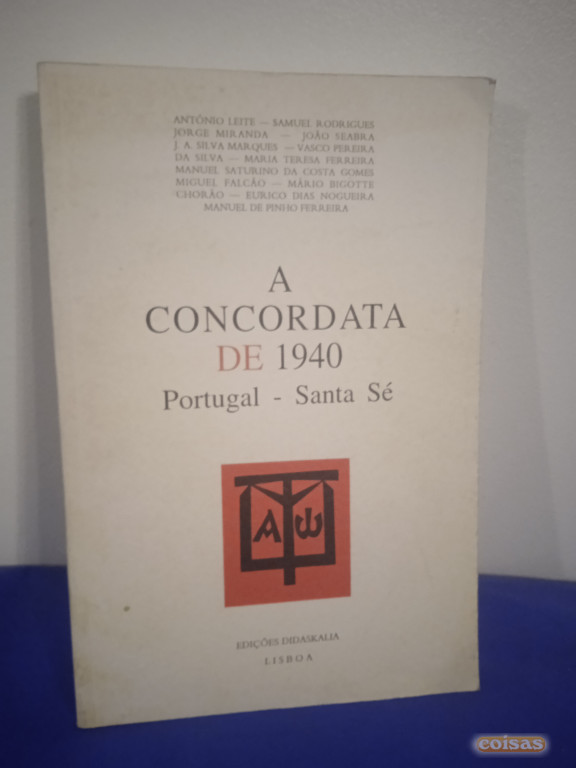 ANTÓNIO LEITE — SAMUEL RODRIGUES
JORGE MIRANDA — JOÃO SEABRA
J. A. SILVA MARQUES — VASCO PEREIRA
DA SILVA — MARIA TERESA FERREIRA
MANUEL SATURINO DA COSTA GOMES
MIGUEL FALCÃO — MÁRIO BIGOTTE
CHORÃO — EURICO DIAS NOGUEIRA
MANUEL DE PINHO FERREIRA
A
CONCORDATA
DE 1940
Portugal - Santa Sé
A ω
EDIÇÕES DIDASKALIA
LISBOA
coisas